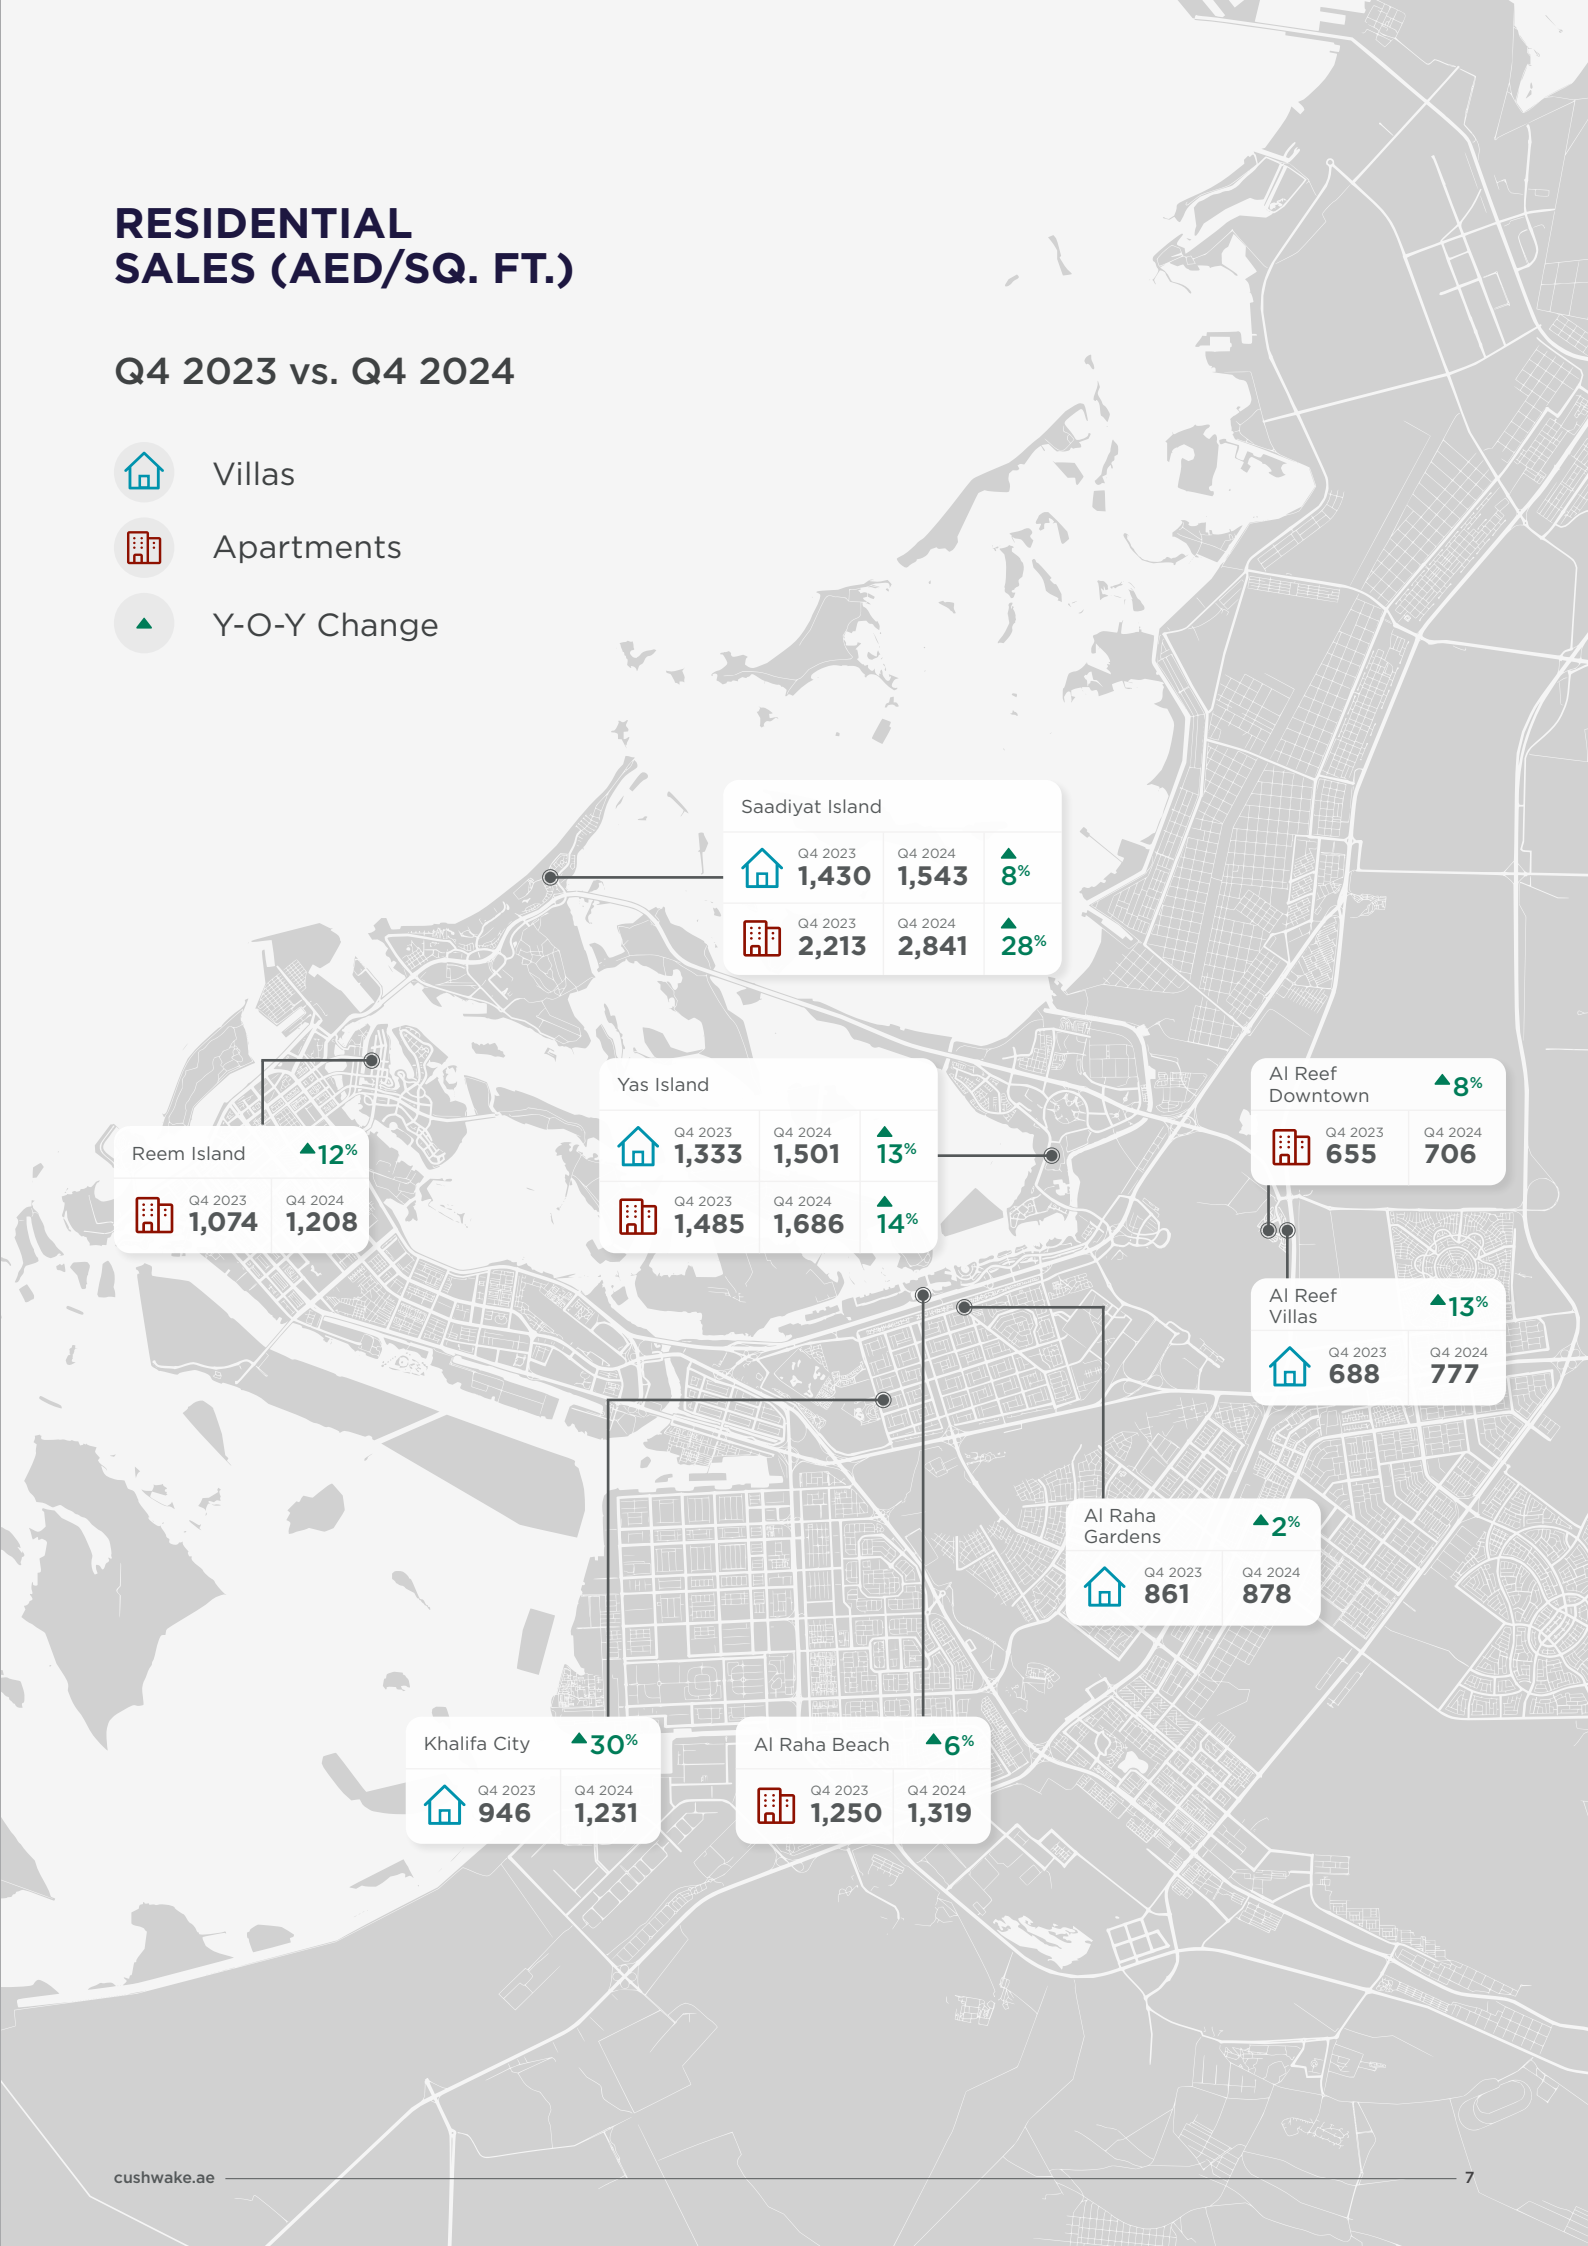 RESIDENTIAL
SALES (AED/SQ. FT.)
Q4 2023 vs. Q4 2024
Villas
Apartments
Y-O-Y Change
Saadiyat Island
Q4 2023 Q4 2024
1,430 1,543 8%
Q4 2023 Q4 2024
2,213 2,841 28%
Reem Island 12%
Q4 2023 Q4 2024
1,074 1,208
Yas Island
Q4 2023 Q4 2024
1,333 1,501 13%
Q4 2023 Q4 2024
1,485 1,686 14%
Al Reef
Downtown 8%
Q4 2023 Q4 2024
655 706
Al Reef
Villas 13%
Q4 2023 Q4 2024
688 777
Al Raha
Gardens 2%
Q4 2023 Q4 2024
861 878
Khalifa City 30%
Q4 2023 Q4 2024
946 1,231
Al Raha Beach 6%
Q4 2023 Q4 2024
1,250 1,319
cushwake.ae 7